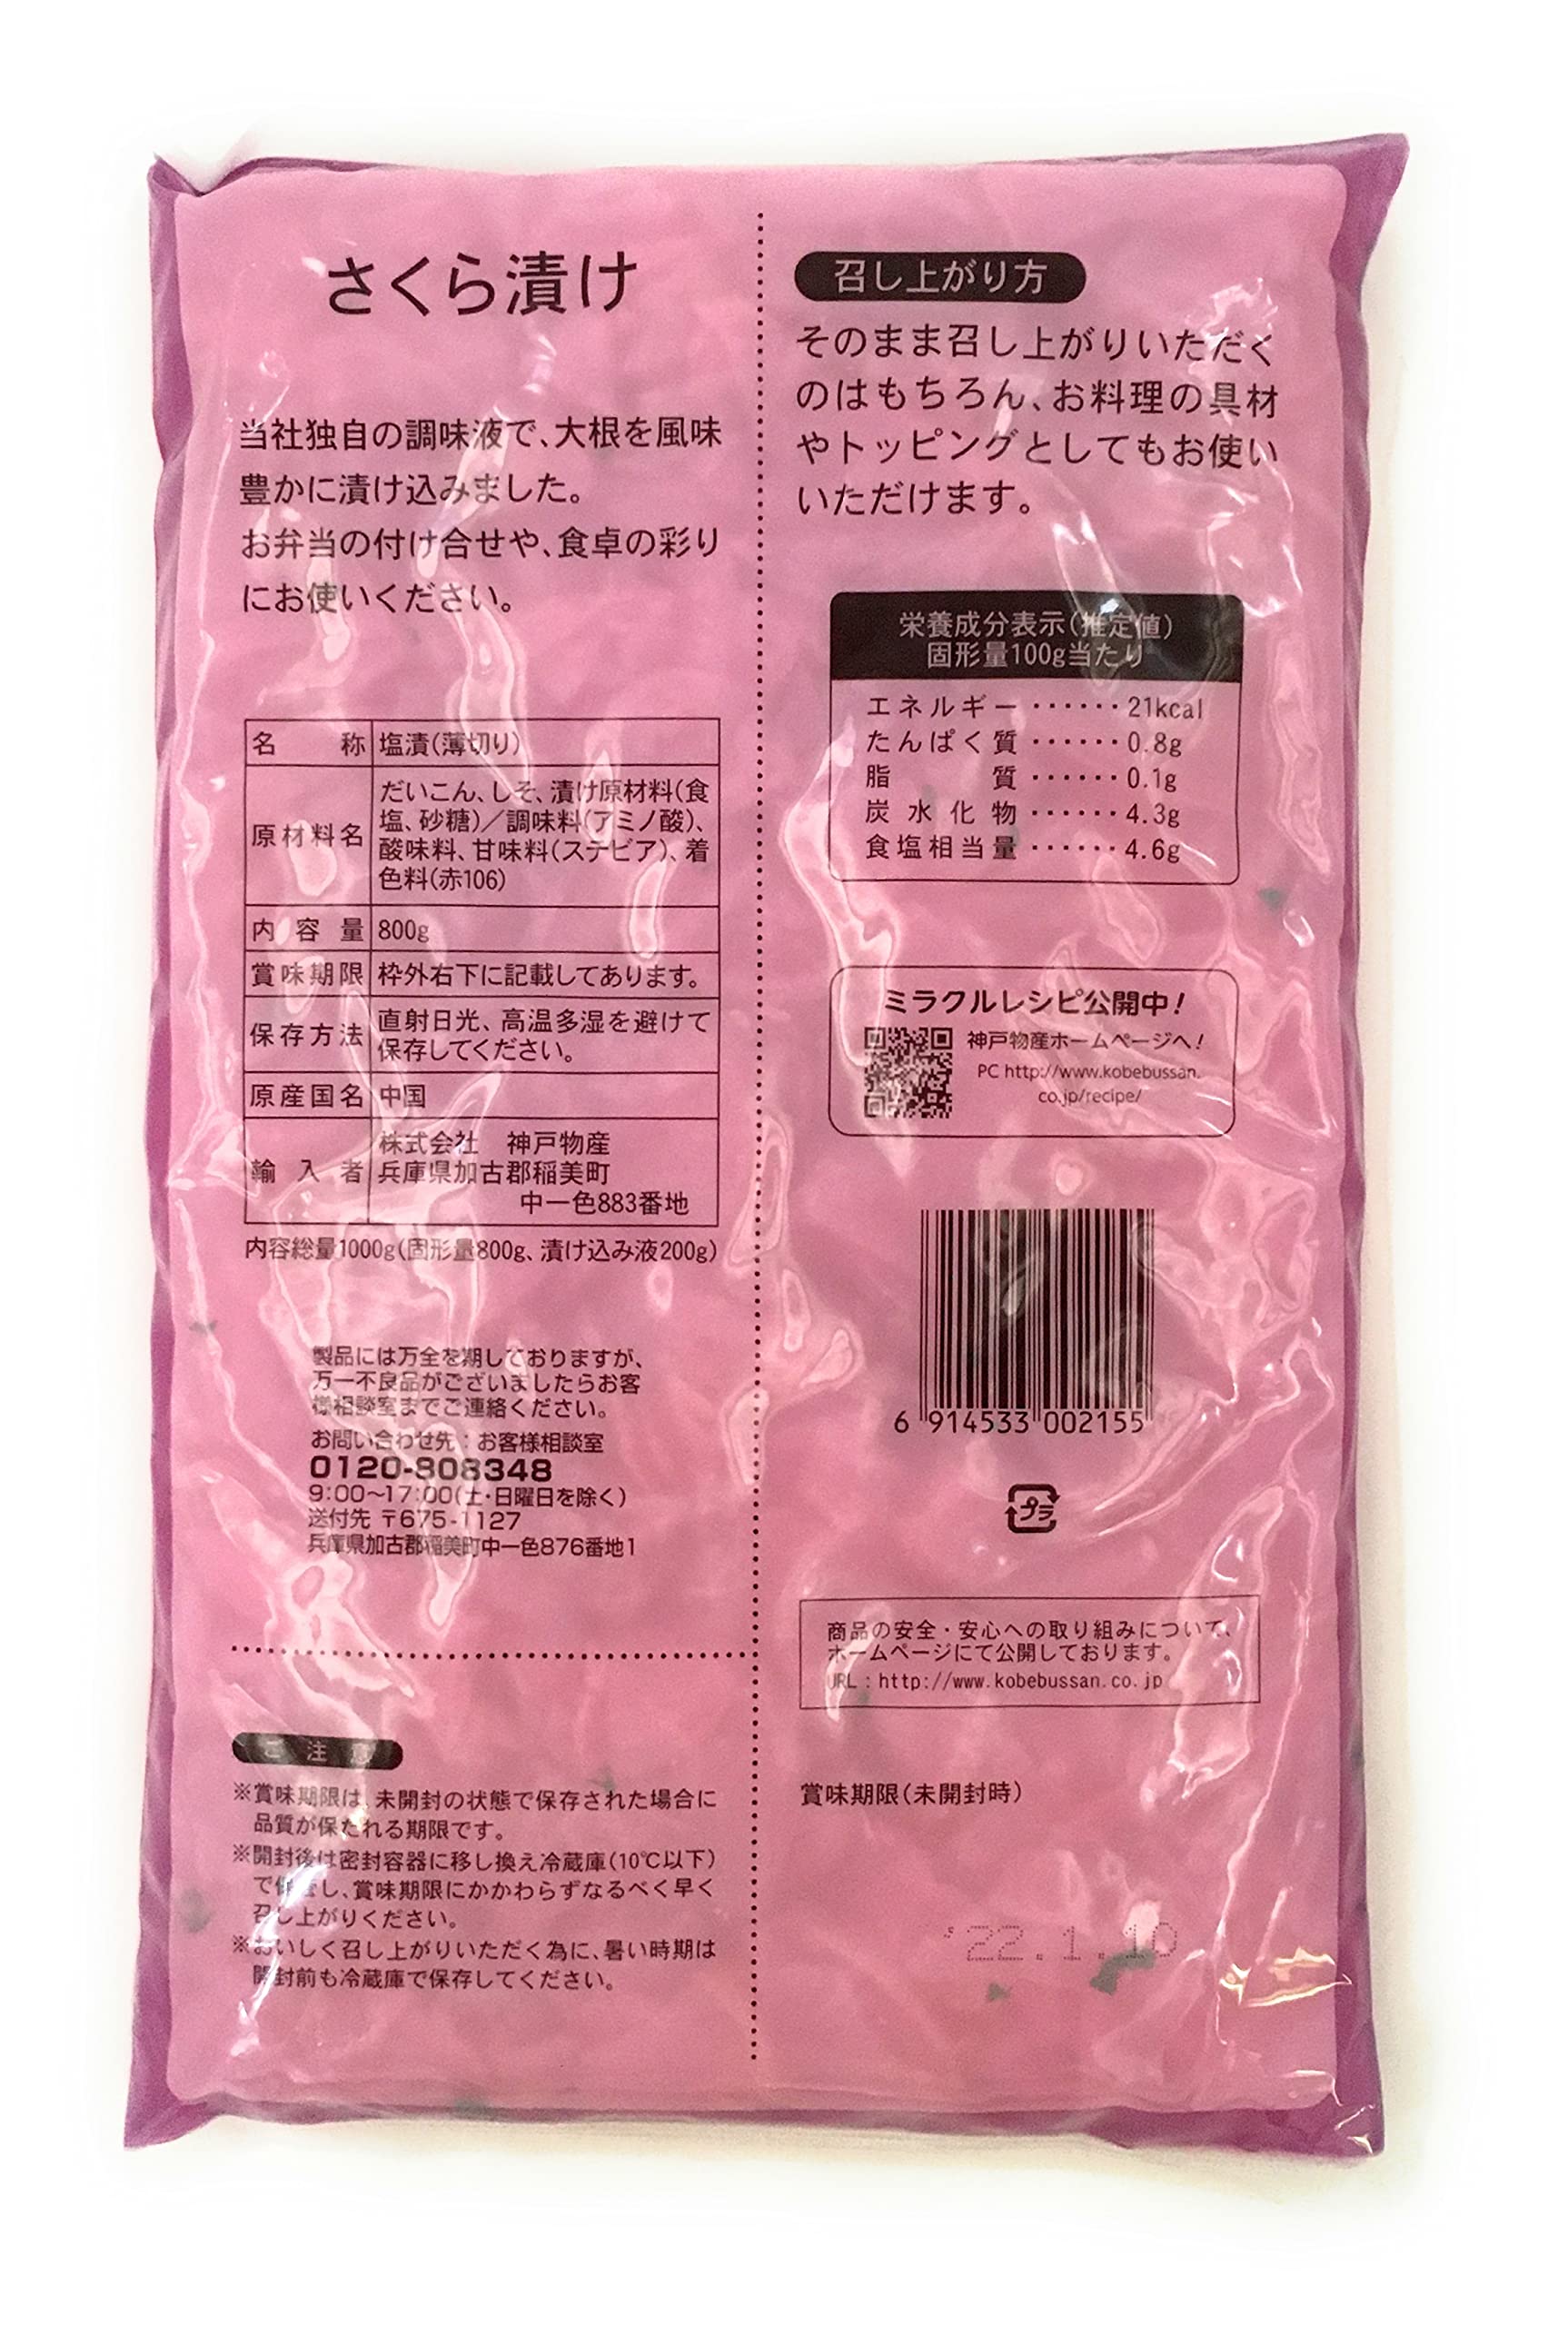 さくら漬け
当社独自の調味液で、大根を風味
豊かに漬け込みました。
お弁当の付け合せや、食卓の彩り
にお使いください。
名称 塩漬(薄切り)
原材料名 だいこん、しそ、漬け原材料(食
塩、砂糖)／調味料(アミノ酸)、
酸味料、甘味料(ステビア)、着
色料(赤106)
内容量 800g
賞味期限 枠外右下に記載してあります。
保存方法 直射日光、高温多湿を避けて
保存してください。
原産国名 中国
輸入者 株式会社　神戸物産
兵庫県加古郡稲美町
中一色883番地
内容総量1000g(固形量800g、漬け込み液200g)
製品には万全を期しておりますが、
万一不良品がございましたらお客
様相談室までご連絡ください。
お問い合わせ先：お客様相談室
0120-808348
9:00～17:00(土・日曜日を除く)
送付先 〒675-1127
兵庫県加古郡稲美町中一色876番地1
ご注意
※賞味期限は、未開封の状態で保存された場合に
品質が保たれる期限です。
※開封後は密封容器に移し換え冷蔵庫(10℃以下)
で保管し、賞味期限にかかわらずなるべく早く
召し上がりください。
※おいしく召し上がりいただく為に、暑い時期は
開封前も冷蔵庫で保存してください。
召し上がり方
そのまま召し上がりいただく
のはもちろん、お料理の具材
やトッピングとしてもお使い
いただけます。
栄養成分表示(推定値)
固形量100g当たり
エネルギー……21kcal
たんぱく質……0.8g
脂質……0.1g
炭水化物……4.3g
食塩相当量……4.6g
ミラクルレシピ公開中！
神戸物産ホームページへ！
PC http://www.kobebussan.
co.jp/recipe/
6 914533 002155
プラ
商品の安全・安心への取り組みについて、
ホームページにて公開しております。
URL：http://www.kobebussan.co.jp
賞味期限(未開封時)
'22.1.10